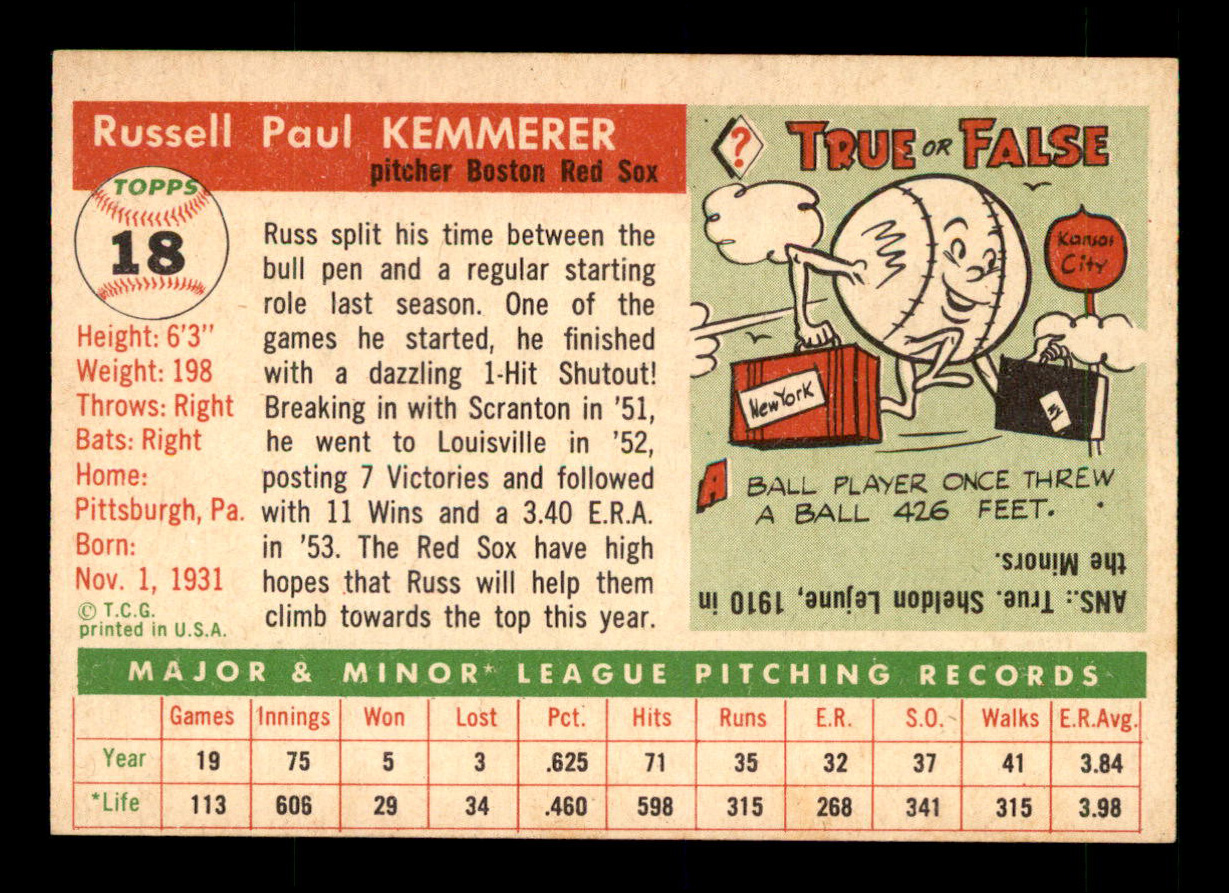 Russell Paul KEMMERER
pitcher Boston Red Sox
TOPPS
18
Height: 6'3"
Weight: 198
Throws: Right
Bats: Right
Home:
Pittsburgh, Pa.
Born:
Nov. 1, 1931
© T.C.G.
printed in U.S.A.
Russ split his time between the
bull pen and a regular starting
role last season. One of the
games he started, he finished
with a dazzling 1-Hit Shutout!
Breaking in with Scranton in '51,
he went to Louisville in '52,
posting 7 Victories and followed
with 11 Wins and a 3.40 E.R.A.
in '53. The Red Sox have high
hopes that Russ will help them
climb towards the top this year.
?
TRUE OR FALSE
Kansas
City
New York
A BALL PLAYER ONCE THREW
A BALL 426 FEET.
ANS.: True. Sheldon Lejune, 1910 in
the Minors.
MAJOR & MINOR* LEAGUE PITCHING RECORDS
Games Innings Won Lost Pct. Hits Runs E.R. S.O. Walks E.R.Avg.
Year 19 75 5 3 .625 71 35 32 37 41 3.84
*Life 113 606 29 34 .460 598 315 268 341 315 3.98